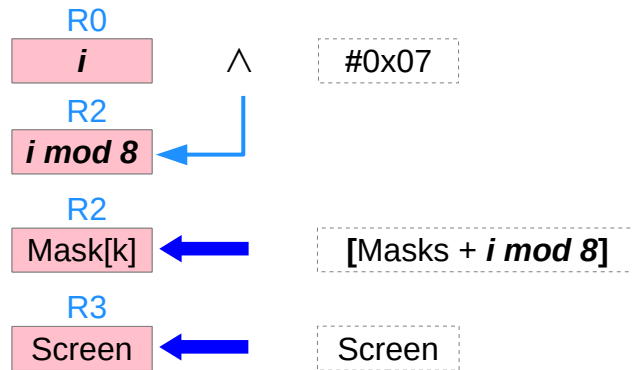 R0
i ∧ #0x07
R2
i mod 8
R2
Mask[k] [Masks + i mod 8]
R3
Screen Screen